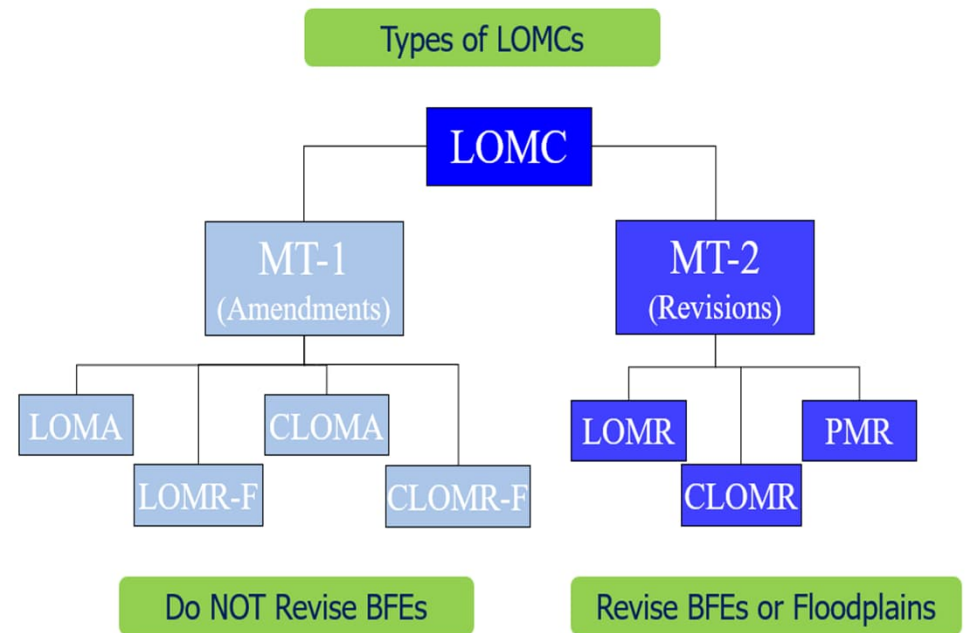 Types of LOMCs
LOMC
MT-1
(Amendments)
MT-2
(Revisions)
LOMA
CLOMA
LOMR-F
CLOMR-F
LOMR
PMR
CLOMR
Do NOT Revise BFEs
Revise BFEs or Floodplains